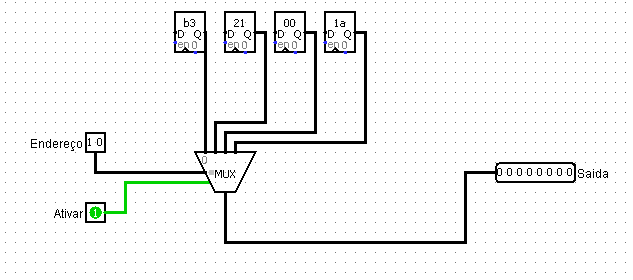 b3 21 00 1a
D Q D Q D Q D Q
en 0 en 0 en 0 en 0
Endereço 1 0
0
MUX
0 0 0 0 0 0 0 0 Saida
Ativar 1